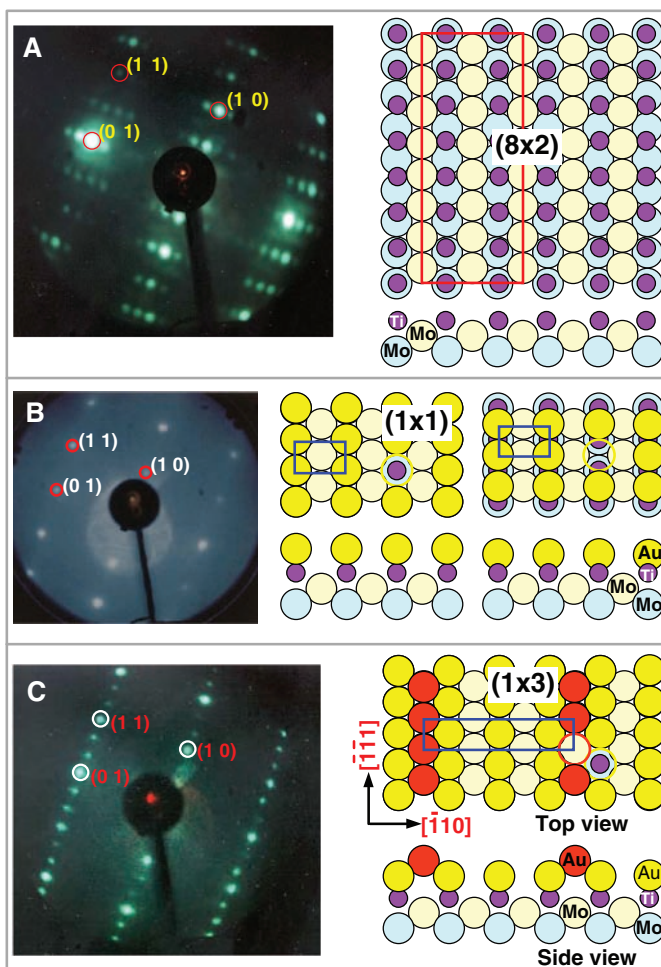 A
(1 1)
(1 0)
(0 1)
(8x2)
Ti
Mo
Mo
B
(1 1)
(1 0)
(0 1)
(1x1)
Au
Ti
Mo
Mo
C
(1 1)
(1 0)
(0 1)
(1x3)
[1̄11]
[1̄10]
Top view
Au
Au
Ti
Mo
Mo
Side view